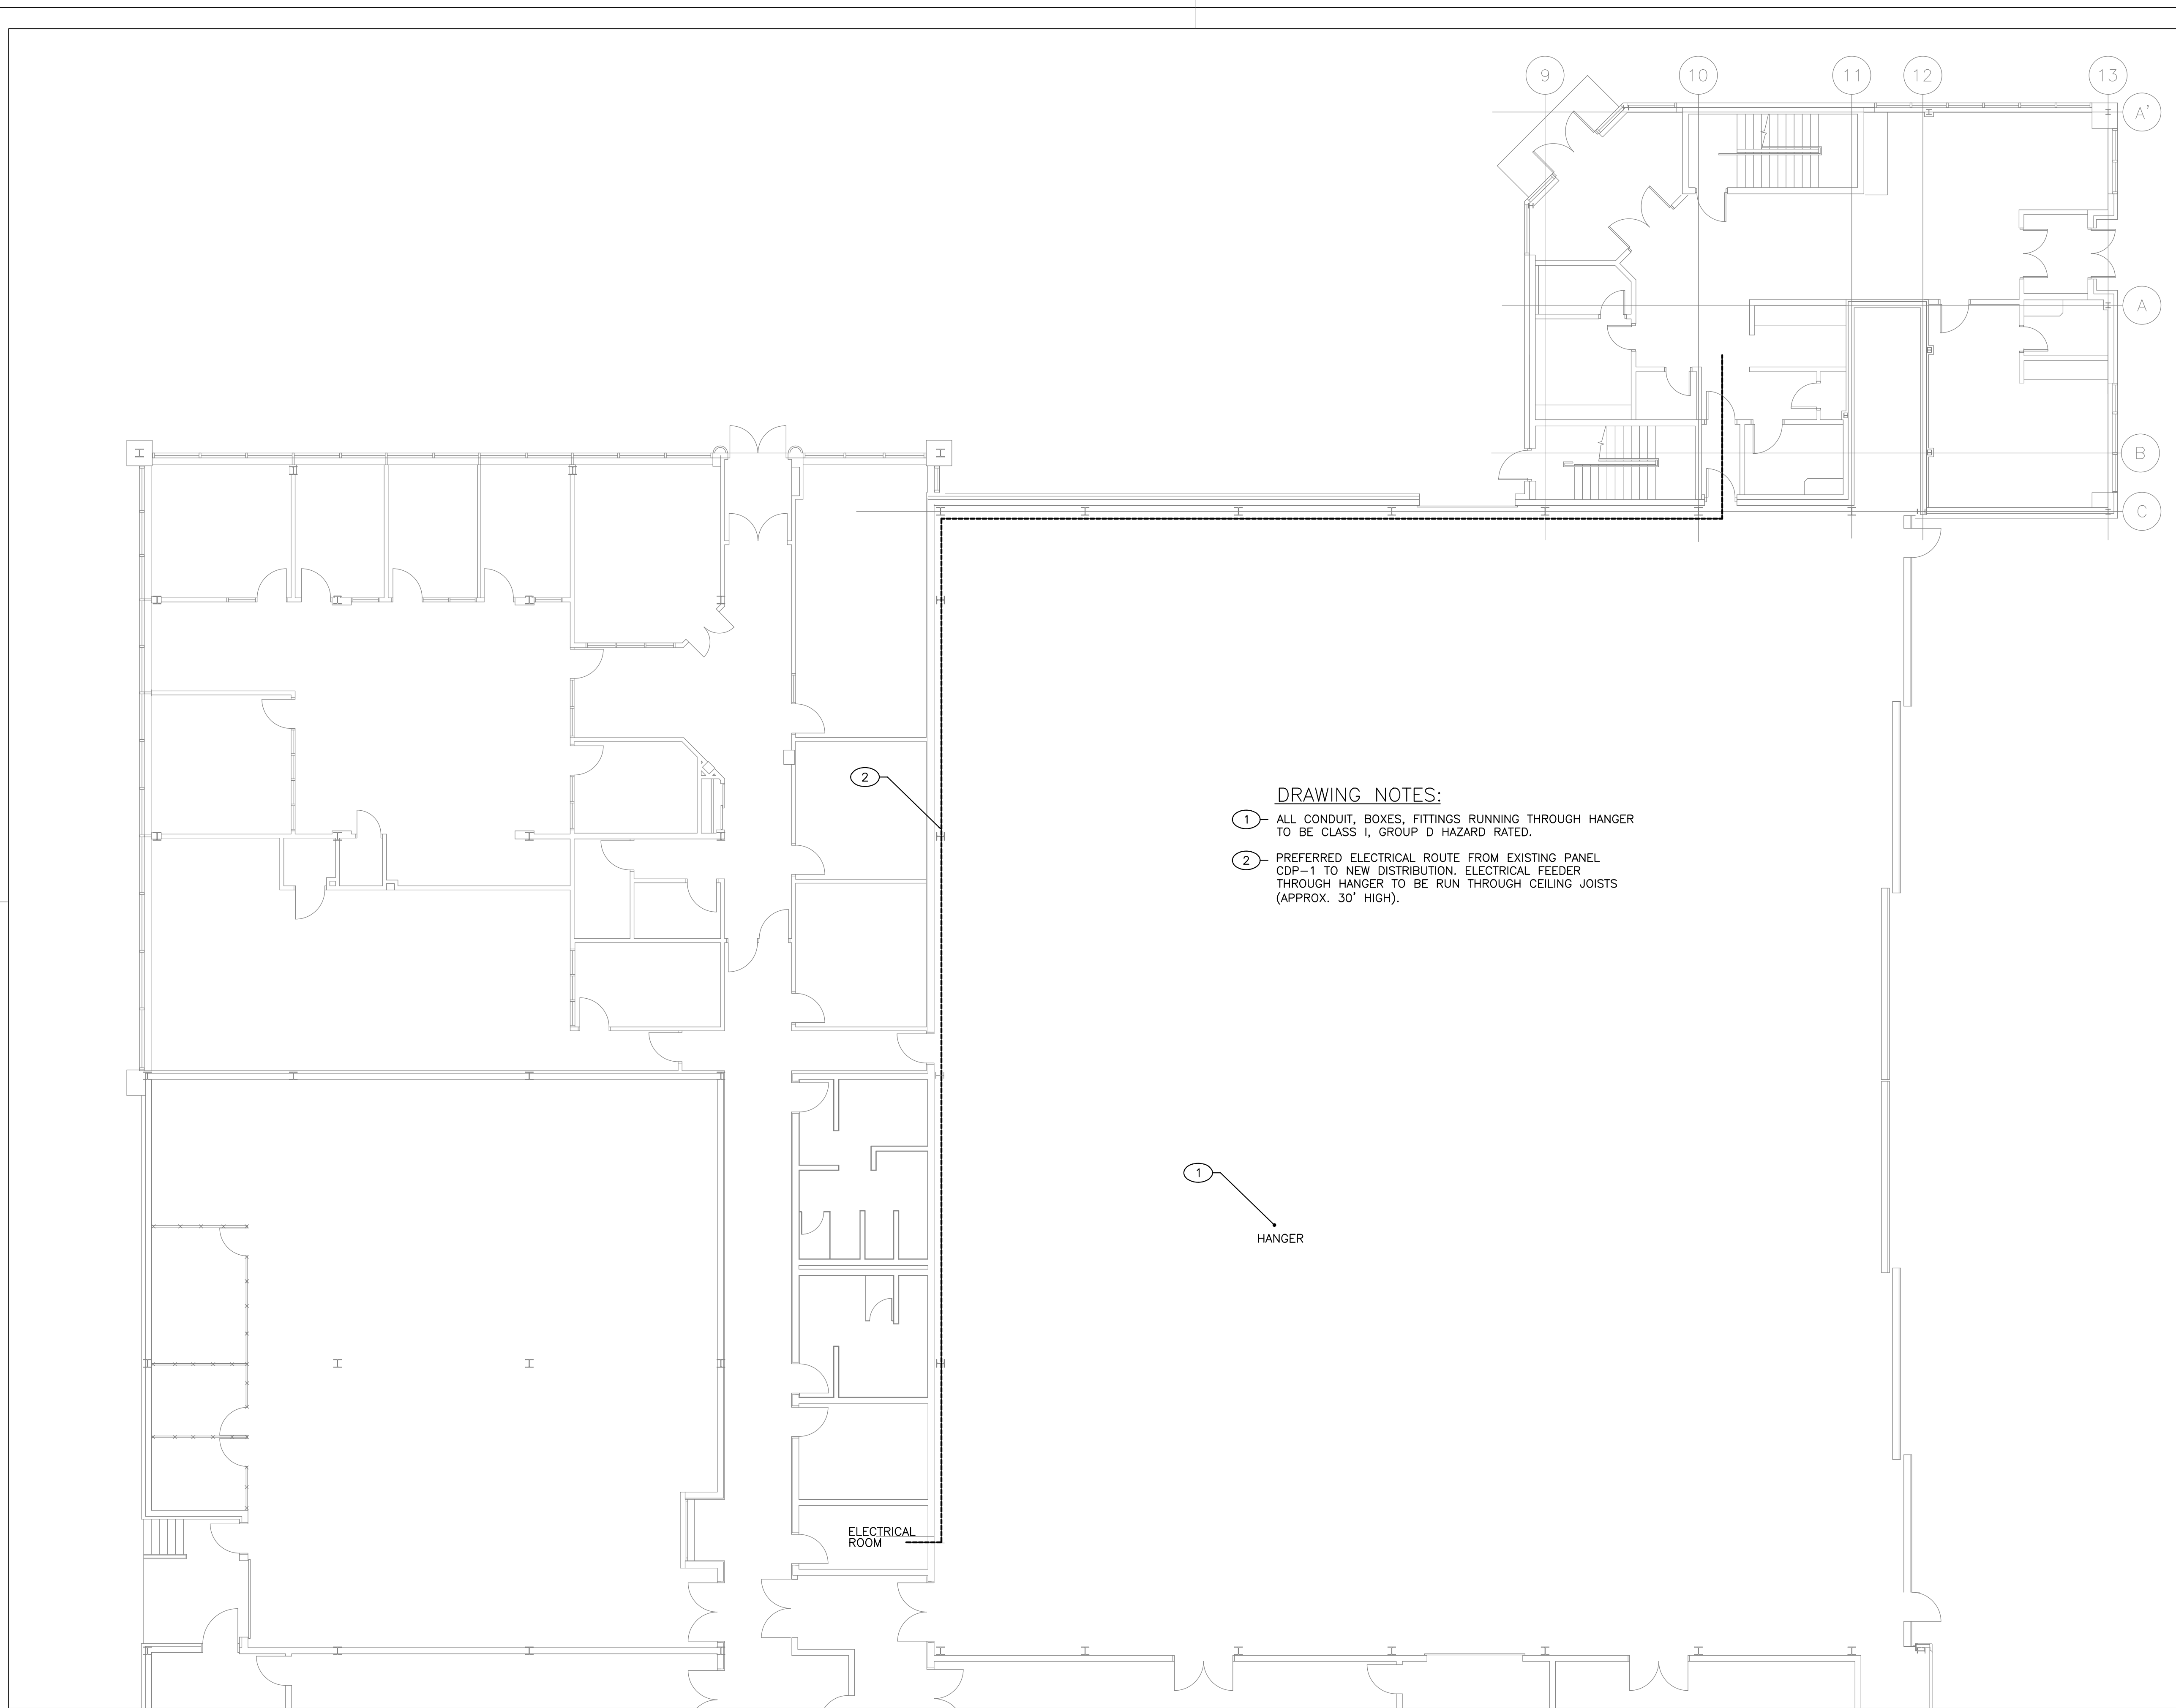 9
10
11
12
13
A'
A
B
C
2
DRAWING NOTES:
1 ALL CONDUIT, BOXES, FITTINGS RUNNING THROUGH HANGER
TO BE CLASS I, GROUP D HAZARD RATED.
2 PREFERRED ELECTRICAL ROUTE FROM EXISTING PANEL
CDP-1 TO NEW DISTRIBUTION. ELECTRICAL FEEDER
THROUGH HANGER TO BE RUN THROUGH CEILING JOISTS
(APPROX. 30' HIGH).
1
HANGER
ELECTRICAL
ROOM